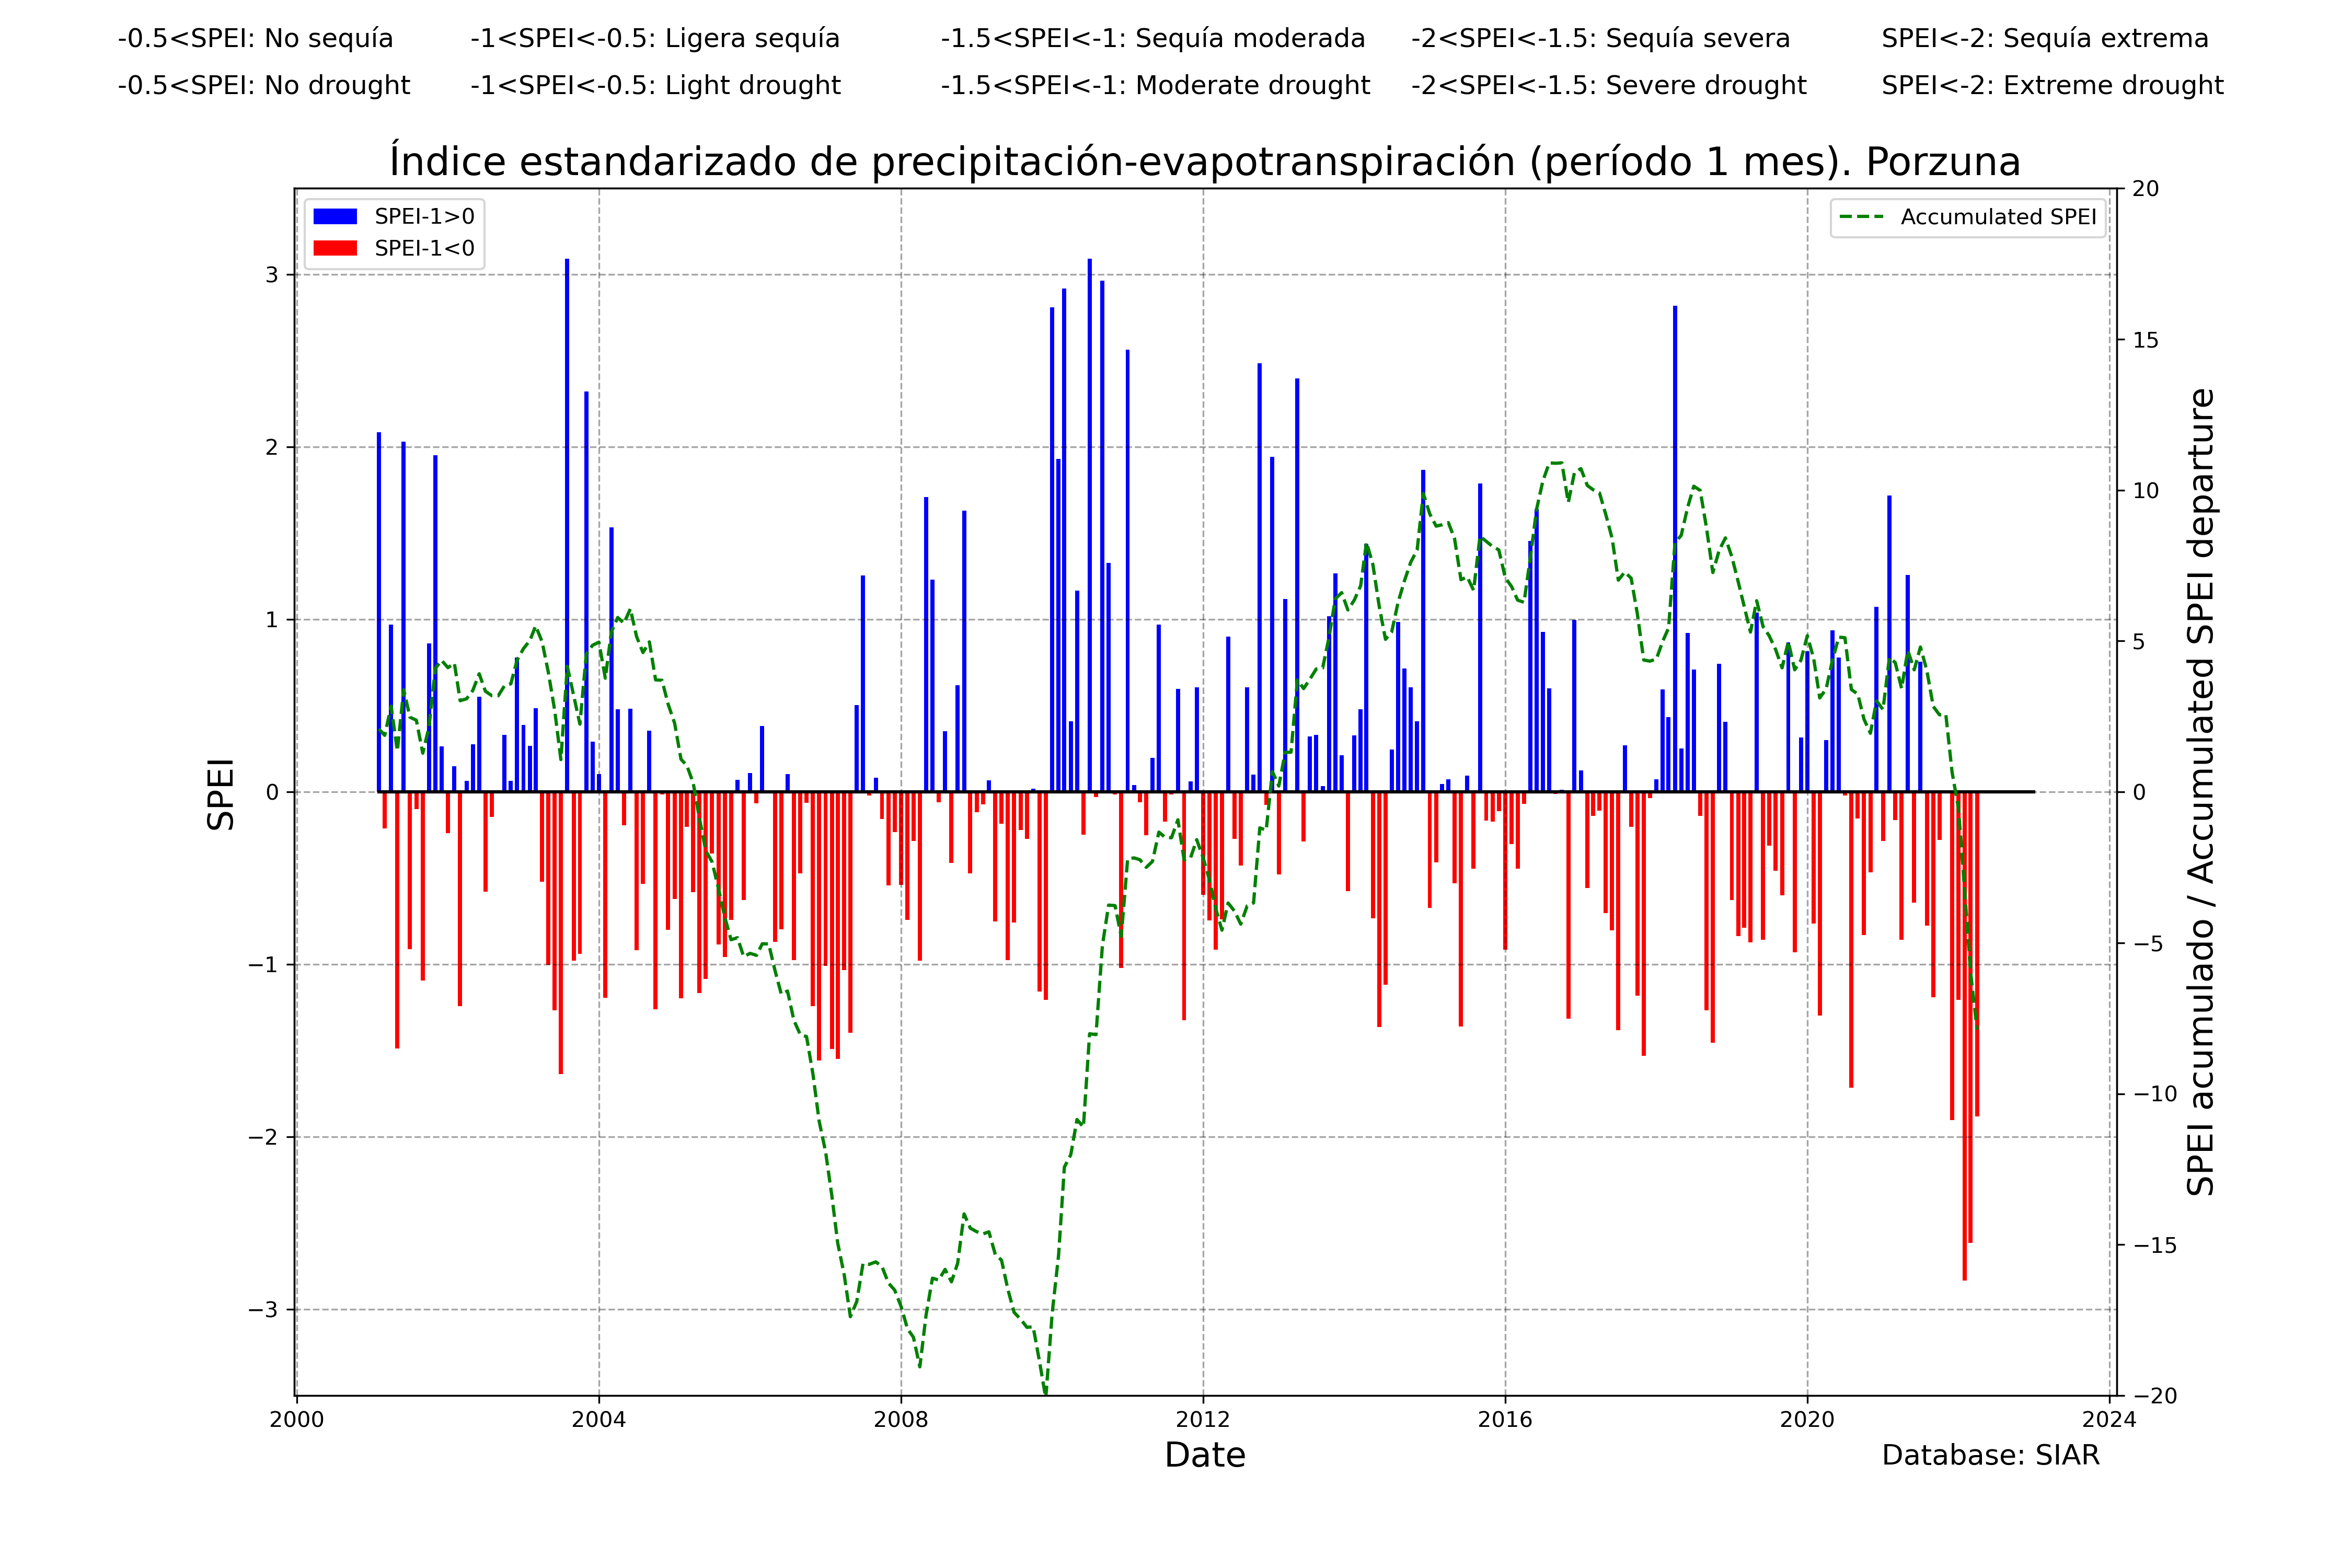 -0.5<SPEI: No sequía -1<SPEI<-0.5: Ligera sequía -1.5<SPEI<-1: Sequía moderada -2<SPEI<-1.5: Sequía severa SPEI<-2: Sequía extrema
-0.5<SPEI: No drought -1<SPEI<-0.5: Light drought -1.5<SPEI<-1: Moderate drought -2<SPEI<-1.5: Severe drought SPEI<-2: Extreme drought
Índice estandarizado de precipitación-evapotranspiración (período 1 mes). Porzuna
SPEI-1>0
SPEI-1<0
Accumulated SPEI
SPEI
3
2
1
0
−1
−2
−3
20
15
10
5
0
−5
−10
−15
−20
SPEI acumulado / Accumulated SPEI departure
2000 2004 2008 2012 2016 2020 2024
Date
Database: SIAR